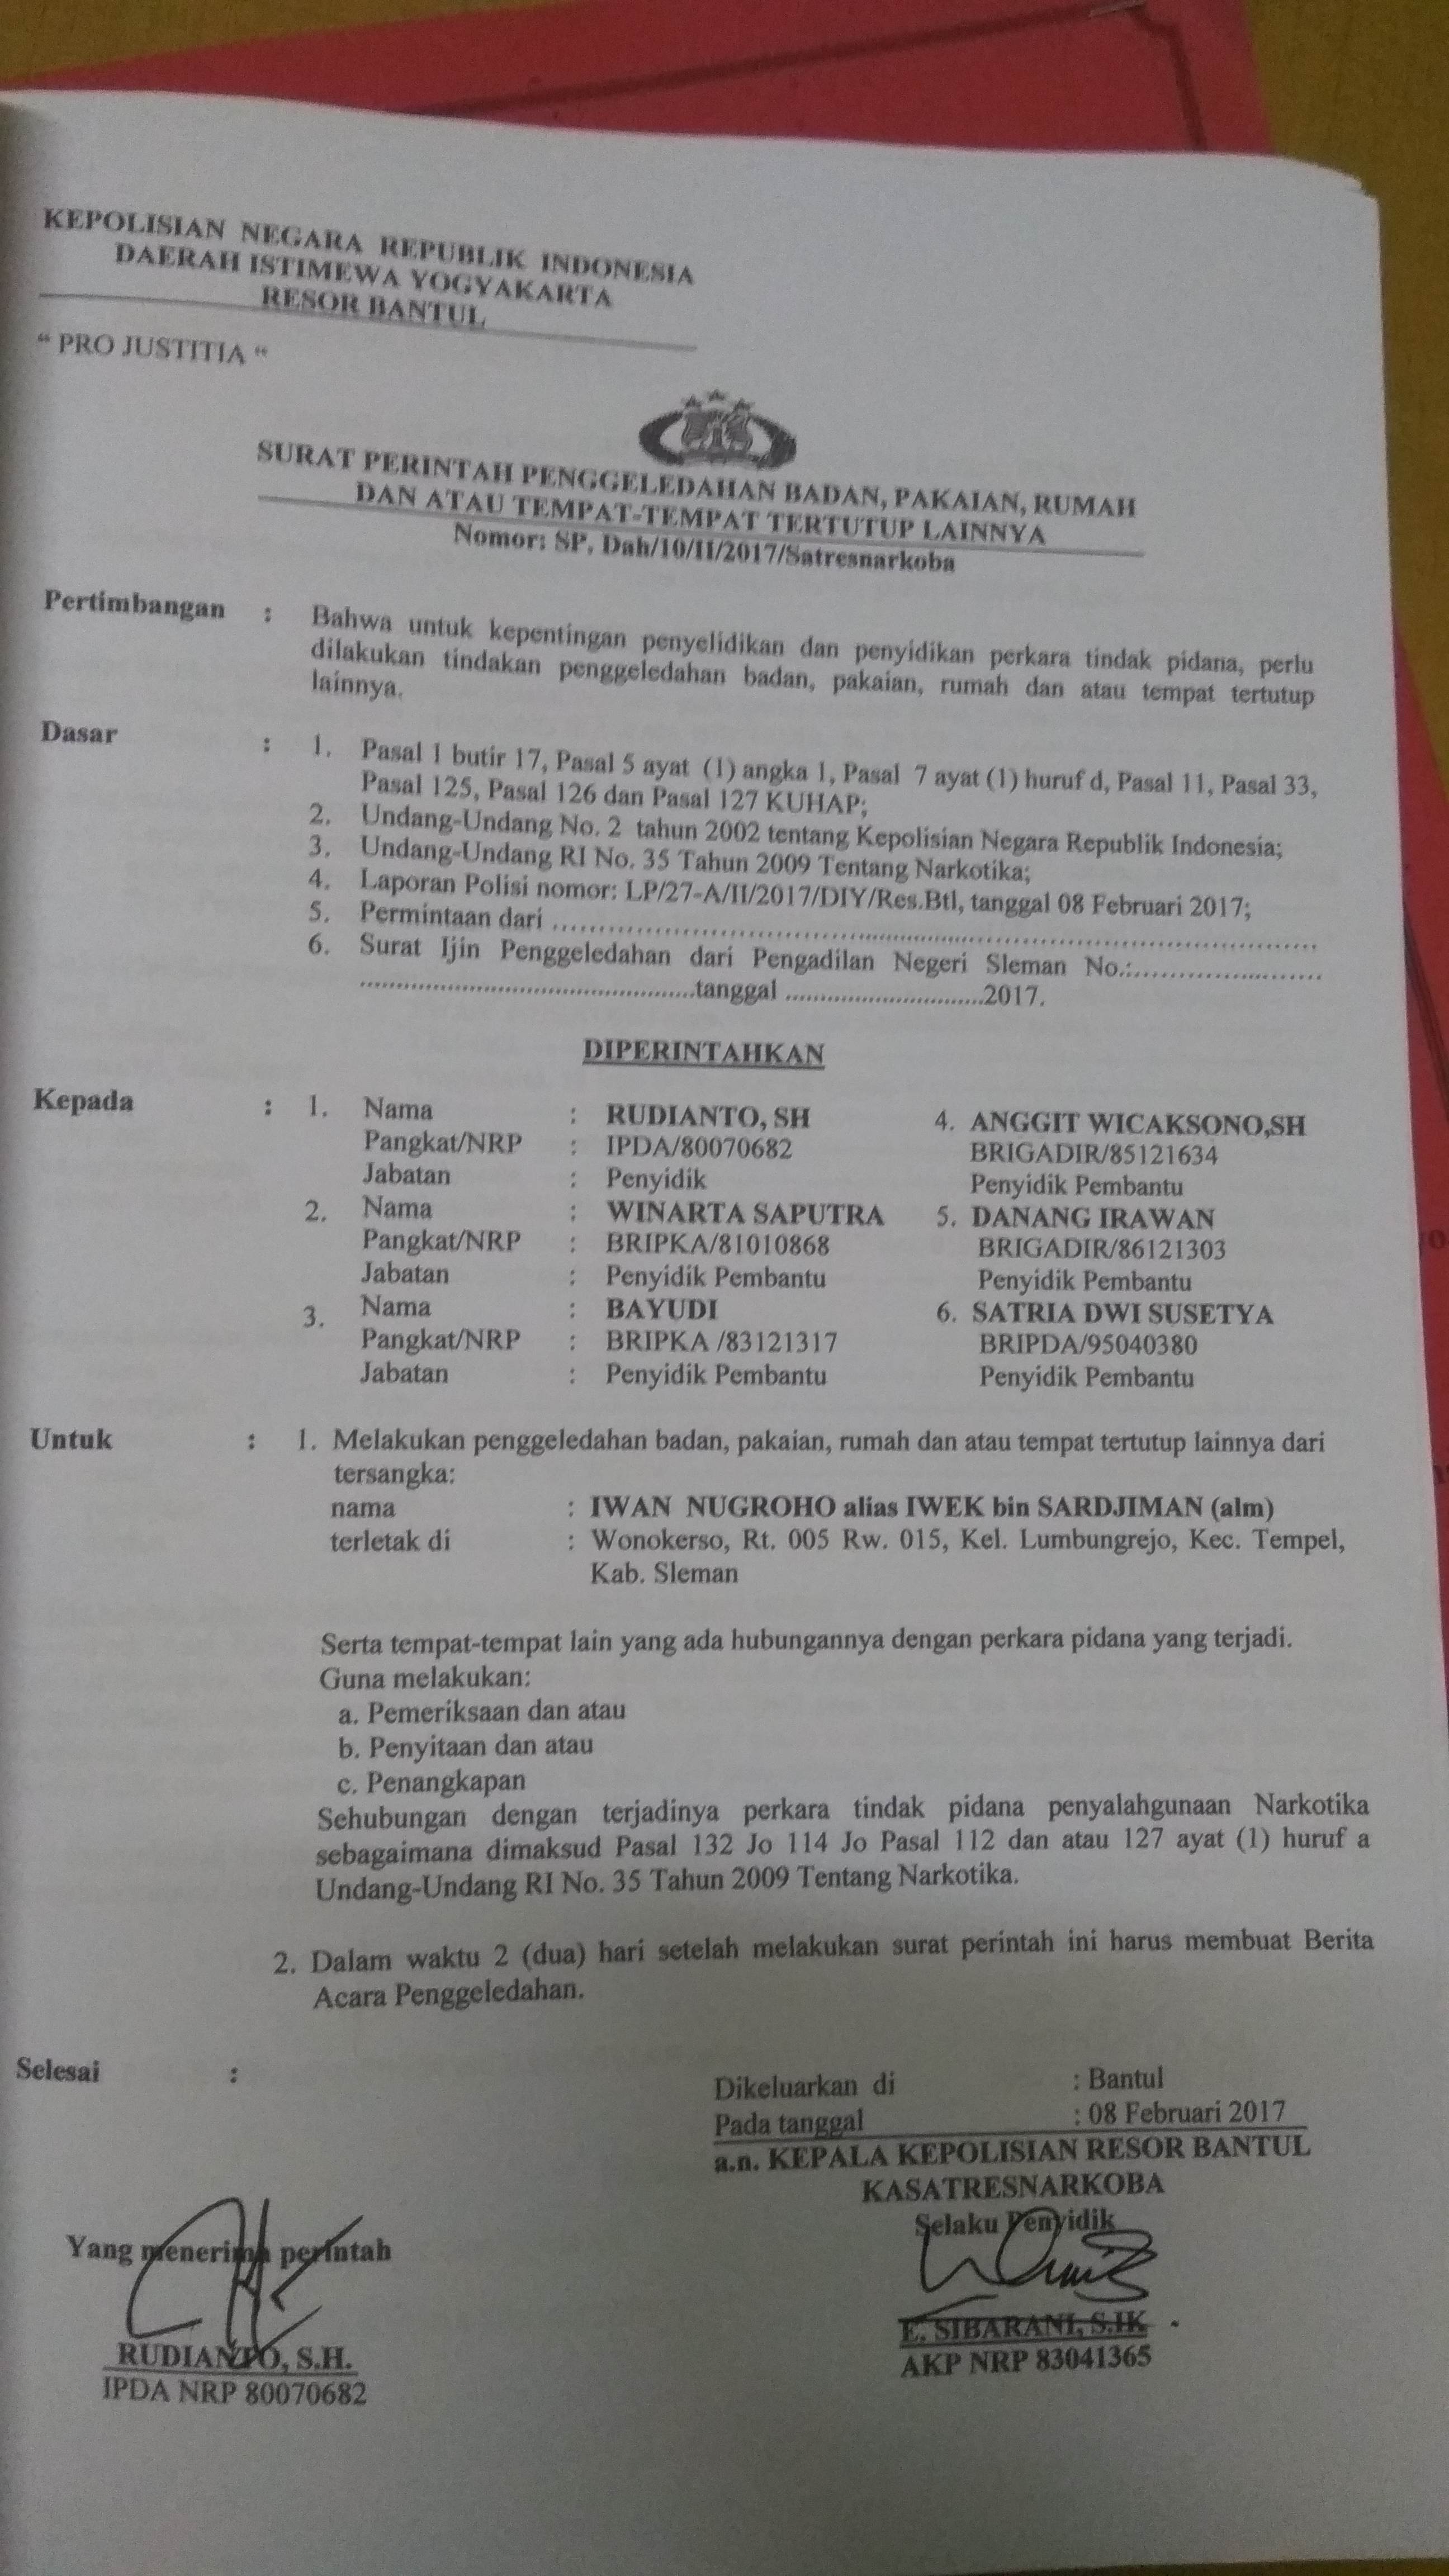 KEPOLISIAN NEGARA REPUBLIK INDONESIA
DAERAH ISTIMEWA YOGYAKARTA
RESOR BANTUL
“ PRO JUSTITIA “
SURAT PERINTAH PENGGELEDAHAN BADAN, PAKAIAN, RUMAH
DAN ATAU TEMPAT-TEMPAT TERTUTUP LAINNYA
Nomor: SP. Dah/10/II/2017/Satresnarkoba
Pertimbangan : Bahwa untuk kepentingan penyelidikan dan penyidikan perkara tindak pidana, perlu
dilakukan tindakan penggeledahan badan, pakaian, rumah dan atau tempat tertutup
lainnya.
Dasar : 1. Pasal 1 butir 17, Pasal 5 ayat (1) angka 1, Pasal 7 ayat (1) huruf d, Pasal 11, Pasal 33,
Pasal 125, Pasal 126 dan Pasal 127 KUHAP;
2. Undang-Undang No. 2 tahun 2002 tentang Kepolisian Negara Republik Indonesia;
3. Undang-Undang RI No. 35 Tahun 2009 Tentang Narkotika;
4. Laporan Polisi nomor: LP/27-A/II/2017/DIY/Res.Btl, tanggal 08 Februari 2017;
5. Permintaan dari ........................................................................
6. Surat Ijin Penggeledahan dari Pengadilan Negeri Sleman No.:........................
................................................tanggal .............................2017.
DIPERINTAHKAN
Kepada : 1. Nama : RUDIANTO, SH 4. ANGGIT WICAKSONO,SH
Pangkat/NRP : IPDA/80070682 BRIGADIR/85121634
Jabatan : Penyidik Penyidik Pembantu
2. Nama : WINARTA SAPUTRA 5. DANANG IRAWAN
Pangkat/NRP : BRIPKA/81010868 BRIGADIR/86121303
Jabatan : Penyidik Pembantu Penyidik Pembantu
3. Nama : BAYUDI 6. SATRIA DWI SUSETYA
Pangkat/NRP : BRIPKA /83121317 BRIPDA/95040380
Jabatan : Penyidik Pembantu Penyidik Pembantu
Untuk : 1. Melakukan penggeledahan badan, pakaian, rumah dan atau tempat tertutup lainnya dari
tersangka:
nama : IWAN NUGROHO alias IWEK bin SARDJIMAN (alm)
terletak di : Wonokerso, Rt. 005 Rw. 015, Kel. Lumbungrejo, Kec. Tempel,
Kab. Sleman
Serta tempat-tempat lain yang ada hubungannya dengan perkara pidana yang terjadi.
Guna melakukan:
a. Pemeriksaan dan atau
b. Penyitaan dan atau
c. Penangkapan
Sehubungan dengan terjadinya perkara tindak pidana penyalahgunaan Narkotika
sebagaimana dimaksud Pasal 132 Jo 114 Jo Pasal 112 dan atau 127 ayat (1) huruf a
Undang-Undang RI No. 35 Tahun 2009 Tentang Narkotika.
2. Dalam waktu 2 (dua) hari setelah melakukan surat perintah ini harus membuat Berita
Acara Penggeledahan.
Selesai :
Dikeluarkan di : Bantul
Pada tanggal : 08 Februari 2017
a.n. KEPALA KEPOLISIAN RESOR BANTUL
KASATRESNARKOBA
Selaku Penyidik
Yang menerima perintah
E. SIBARANI, S.IK
AKP NRP 83041365
RUDIANTO, S.H.
IPDA NRP 80070682